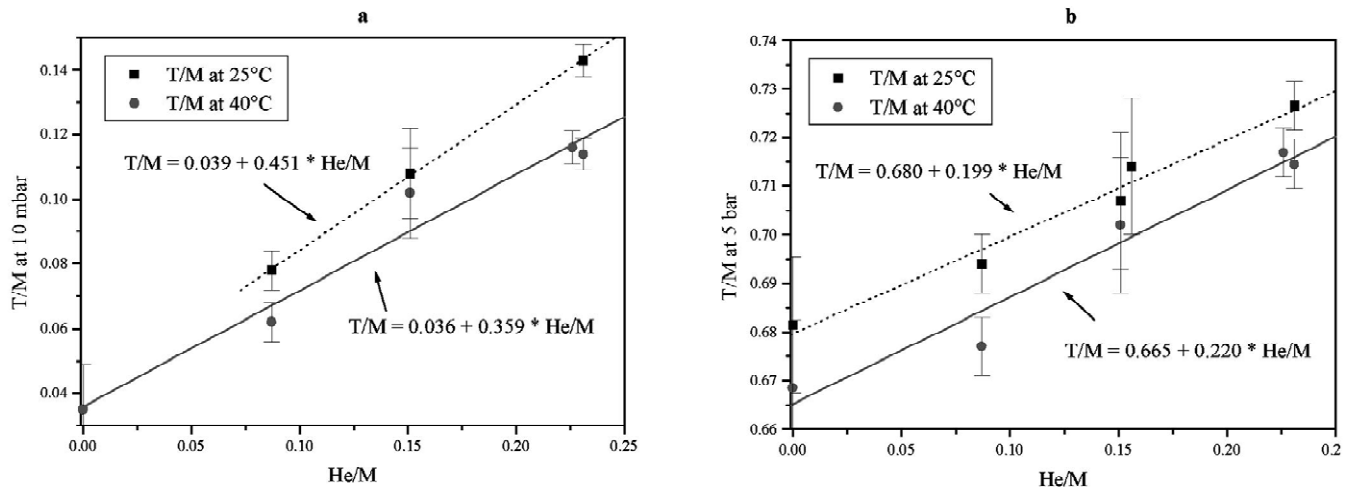 a
T/M at 10 mbar
0.14
0.12
0.10
0.08
0.06
0.04
T/M at 25°C
T/M at 40°C
T/M = 0.039 + 0.451 * He/M
T/M = 0.036 + 0.359 * He/M
0.00 0.05 0.10 0.15 0.20 0.25
He/M
b
T/M at 5 bar
0.74
0.73
0.72
0.71
0.70
0.69
0.68
0.67
0.66
T/M at 25°C
T/M at 40°C
T/M = 0.680 + 0.199 * He/M
T/M = 0.665 + 0.220 * He/M
0.00 0.05 0.10 0.15 0.20 0.2
He/M